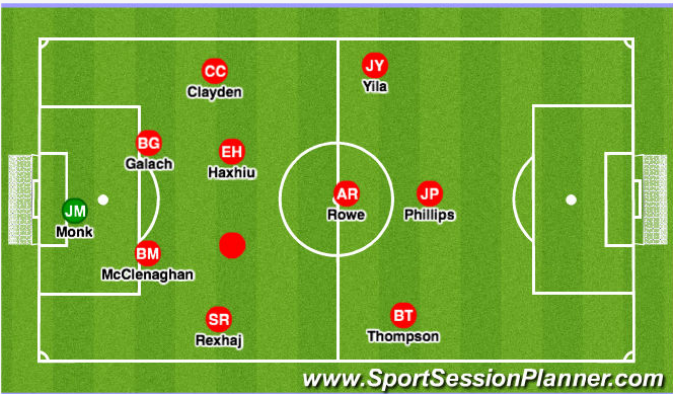 CC
Clayden
JY
Yila
BG
Galach
EH
Haxhiu
AR
Rowe
JP
Phillips
JM
Monk
BM
McClenaghan
SR
Rexhaj
BT
Thompson
www.SportSessionPlanner.com